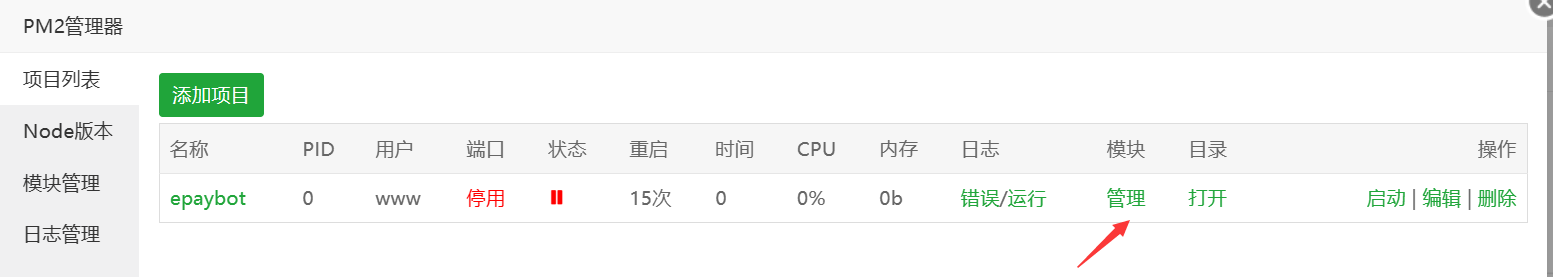 PM2管理器
项目列表
Node版本
模块管理
日志管理
添加项目
名称 PID 用户 端口 状态 重启 时间 CPU 内存 日志 模块 目录 操作
epaybot 0 www 停用 15次 0 0% 0b 错误/运行 管理 打开 启动 | 编辑 | 删除